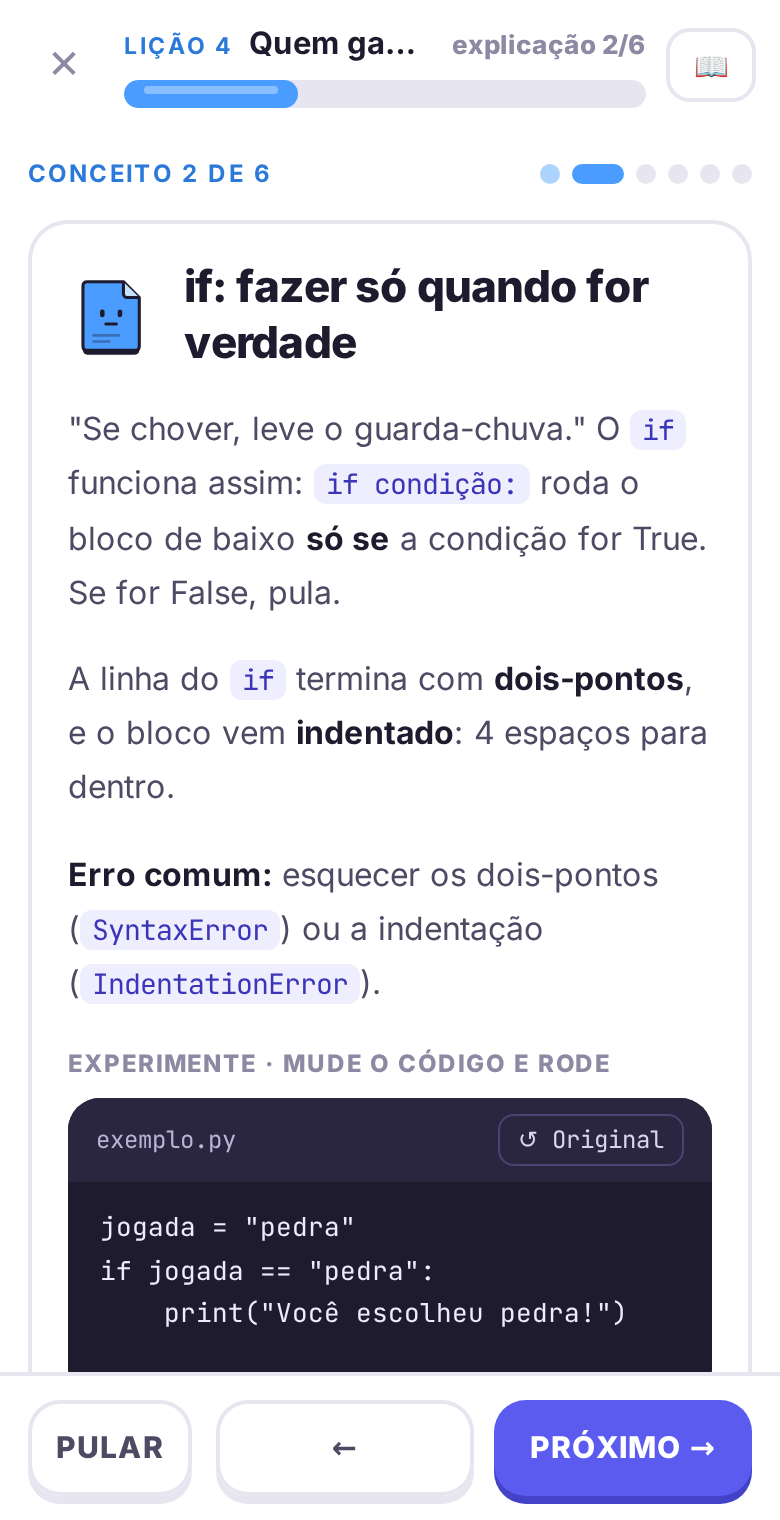 ✕
LIÇÃO 4 Quem ga... explicação 2/6
CONCEITO 2 DE 6
if: fazer só quando for
verdade
"Se chover, leve o guarda-chuva." O if
funciona assim: if condição: roda o
bloco de baixo só se a condição for True.
Se for False, pula.
A linha do if termina com dois-pontos,
e o bloco vem indentado: 4 espaços para
dentro.
Erro comum: esquecer os dois-pontos
(SyntaxError) ou a indentação
(IndentationError).
EXPERIMENTE · MUDE O CÓDIGO E RODE
exemplo.py ↺ Original
jogada = "pedra"
if jogada == "pedra":
    print("Você escolheu pedra!")
PULAR ← PRÓXIMO →